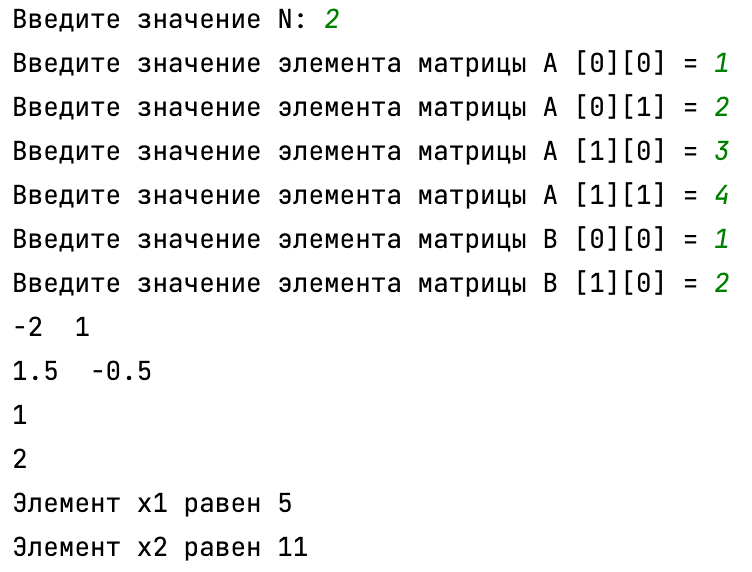 Введите значение N: 2
Введите значение элемента матрицы A [0][0] = 1
Введите значение элемента матрицы A [0][1] = 2
Введите значение элемента матрицы A [1][0] = 3
Введите значение элемента матрицы A [1][1] = 4
Введите значение элемента матрицы B [0][0] = 1
Введите значение элемента матрицы B [1][0] = 2
-2  1
1.5  -0.5
1
2
Элемент x1 равен 5
Элемент x2 равен 11